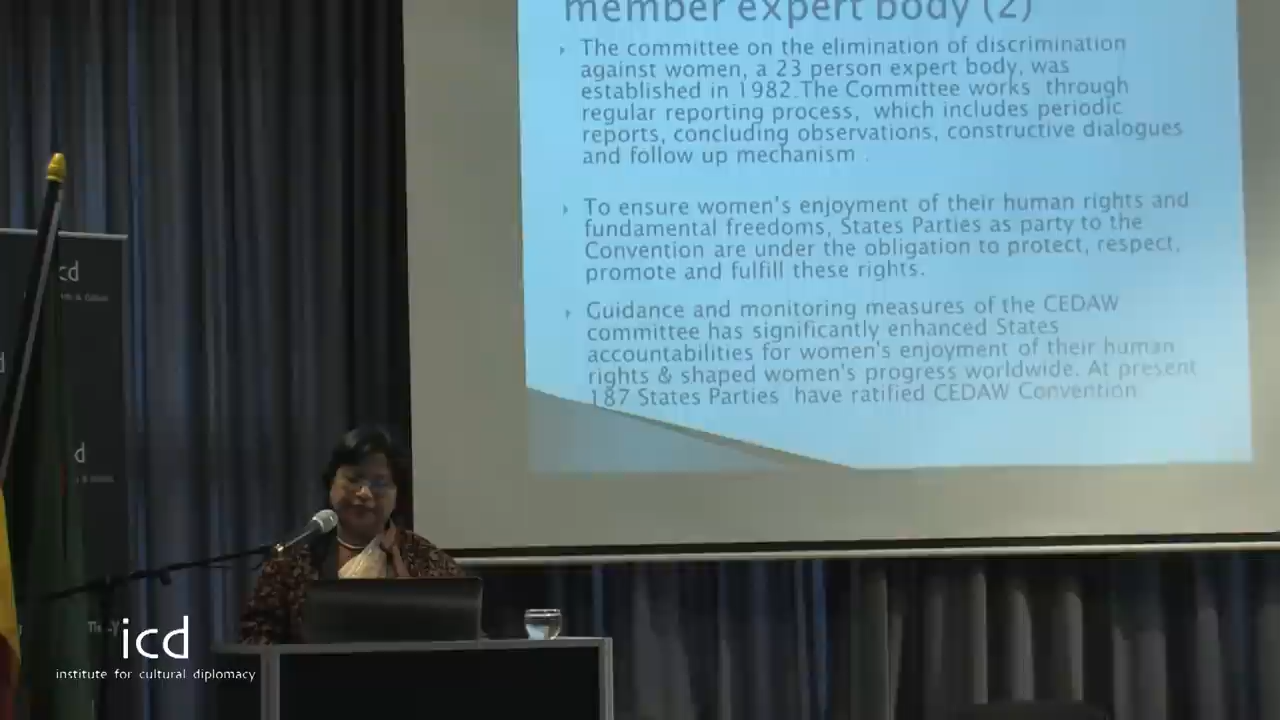 member expert body (2)
The committee on the elimination of discrimination
against women, a 23 person expert body, was
established in 1982.The Committee works through
regular reporting process, which includes periodic
reports, concluding observations, constructive dialogues
and follow up mechanism .
To ensure women's enjoyment of their human rights and
fundamental freedoms, States Parties as party to the
Convention are under the obligation to protect, respect,
promote and fulfill these rights.
Guidance and monitoring measures of the CEDAW
committee has significantly enhanced States
accountabilities for women's enjoyment of their human
rights & shaped women's progress worldwide. At present
187 States Parties have ratified CEDAW Convention
icd
institute for cultural diplomacy